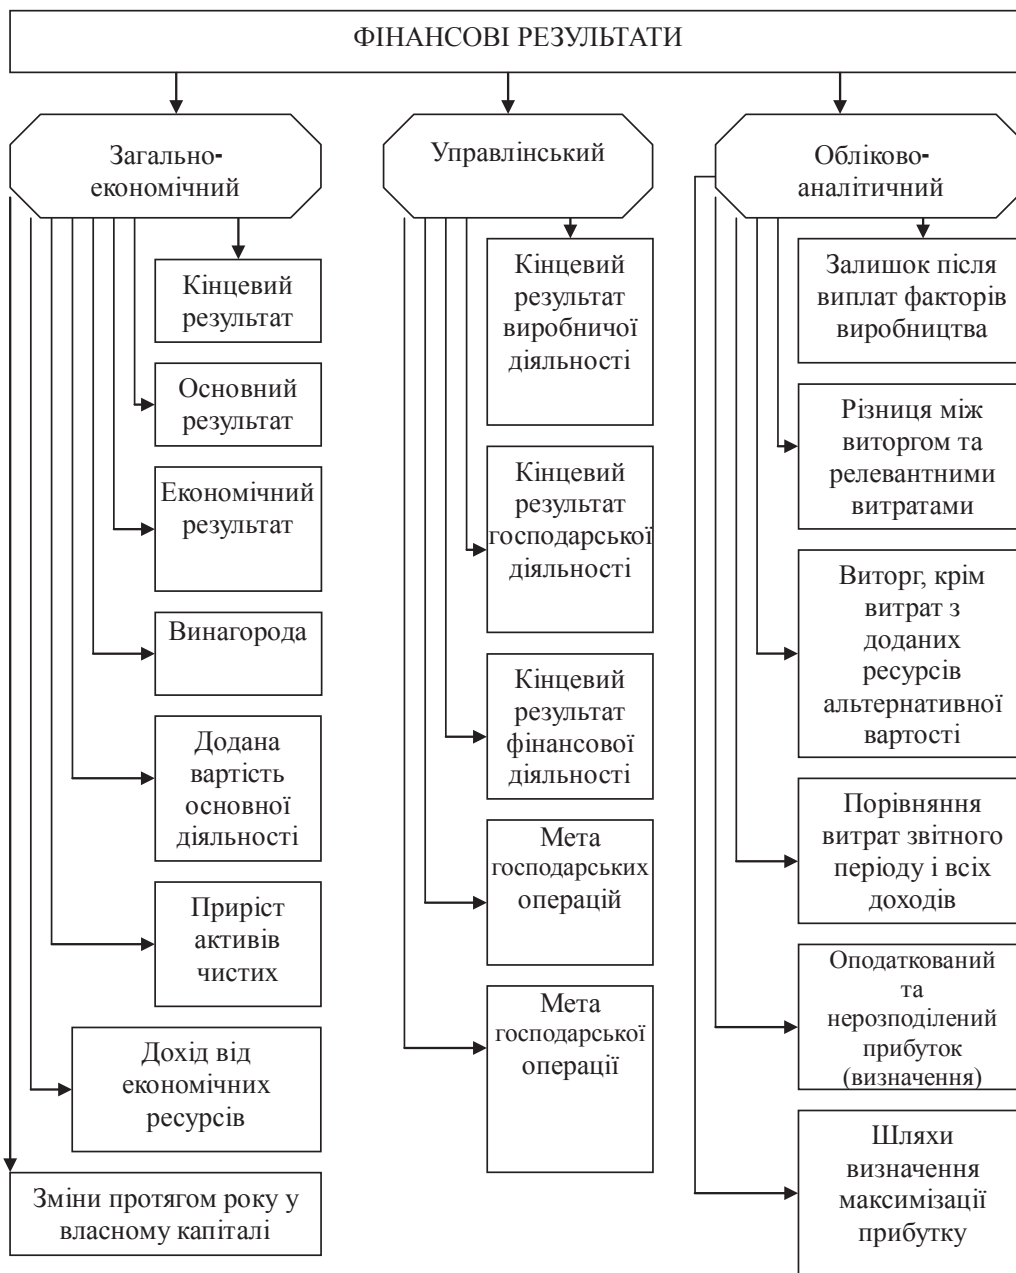 ФІНАНСОВІ РЕЗУЛЬТАТИ
Загально-
економічний
Кінцевий
результат
Основний
результат
Економічний
результат
Винагорода
Додана
вартість
основної
діяльності
Приріст
активів
чистих
Дохід від
економічних
ресурсів
Зміни протягом року у
власному капіталі
Управлінський
Кінцевий
результат
виробничої
діяльності
Кінцевий
результат
господарської
діяльності
Кінцевий
результат
фінансової
діяльності
Мета
господарських
операцій
Мета
господарської
операції
Обліково-
аналітичний
Залишок після
виплат факторів
виробництва
Різниця між
виторгом та
релевантними
витратами
Виторг, крім
витрат з
доданих
ресурсів
альтернативної
вартості
Порівняння
витрат звітного
періоду і всіх
доходів
Оподаткований
та
нерозподілений
прибуток
(визначення)
Шляхи
визначення
максимізації
прибутку